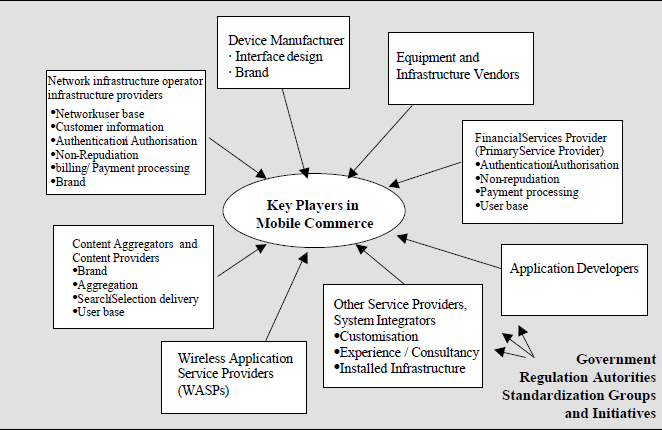 Device Manufacturer
· Interface design
· Brand
Equipment and
Infrastructure Vendors
Network infrastructure operator
infrastructure providers
•Networkuser base
•Customer information
•Authentication/ Authorisation
•Non-Repudiation
•billing/ Payment processing
•Brand
FinancialServices Provider
(PrimaryService Provider)
•Authentication/Authorisation
•Non-repudiation
•Payment processing
•User base
Key Players in
Mobile Commerce
Content Aggregators and
Content Providers
•Brand
•Aggregation
•Search/Selection delivery
•User base
Application Developers
Other Service Providers,
System Integrators
•Customisation
•Experience / Consultancy
•Installed Infrastructure
Wireless Application
Service Providers
(WASPs)
Government
Regulation Autorities
Standardization Groups
and Initiatives